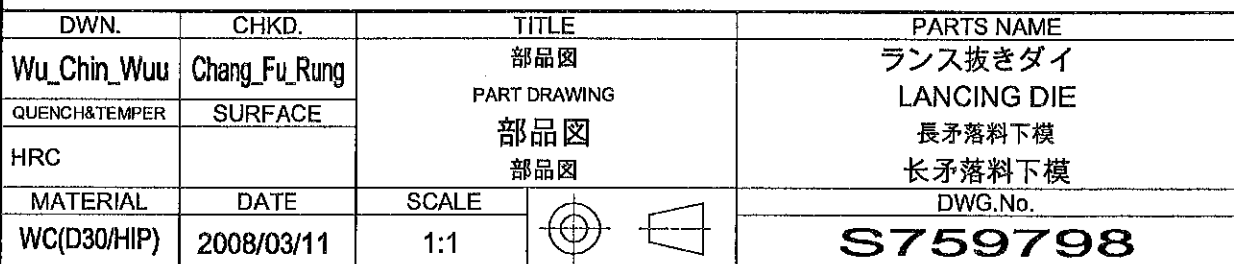 DWN.
CHKD.
TITLE
PARTS NAME
Wu_Chin_Wuu
Chang_Fu_Rung
部品図
PART DRAWING
部品図
部品図
ランス抜きダイ
LANCING DIE
長矛落料下模
长矛落料下模
QUENCH&TEMPER
SURFACE
HRC
MATERIAL
DATE
SCALE
DWG.No.
WC(D30/HIP)
2008/03/11
1:1
S759798